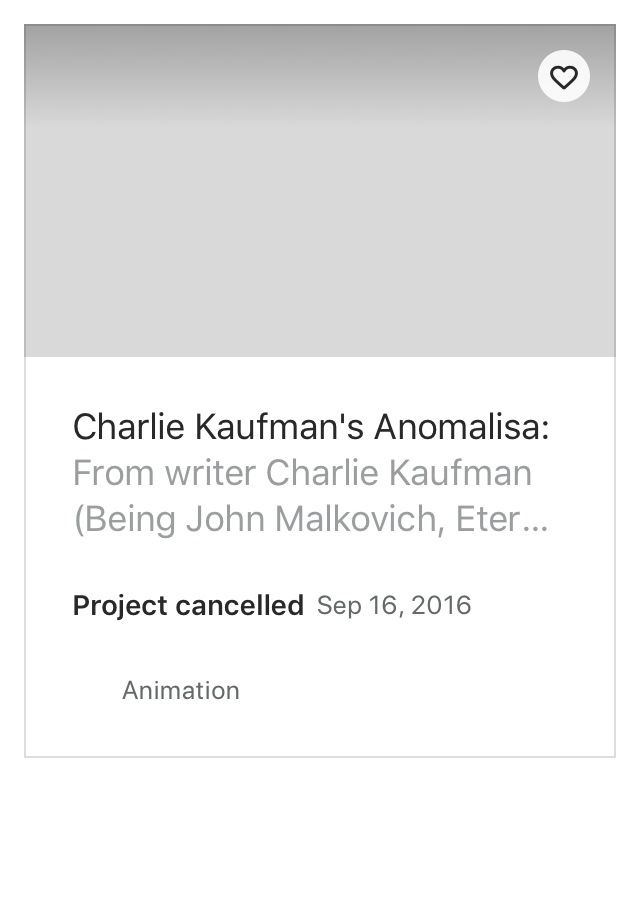 Charlie Kaufman's Anomalisa:
From writer Charlie Kaufman
(Being John Malkovich, Eter...
Project cancelled Sep 16, 2016
Animation